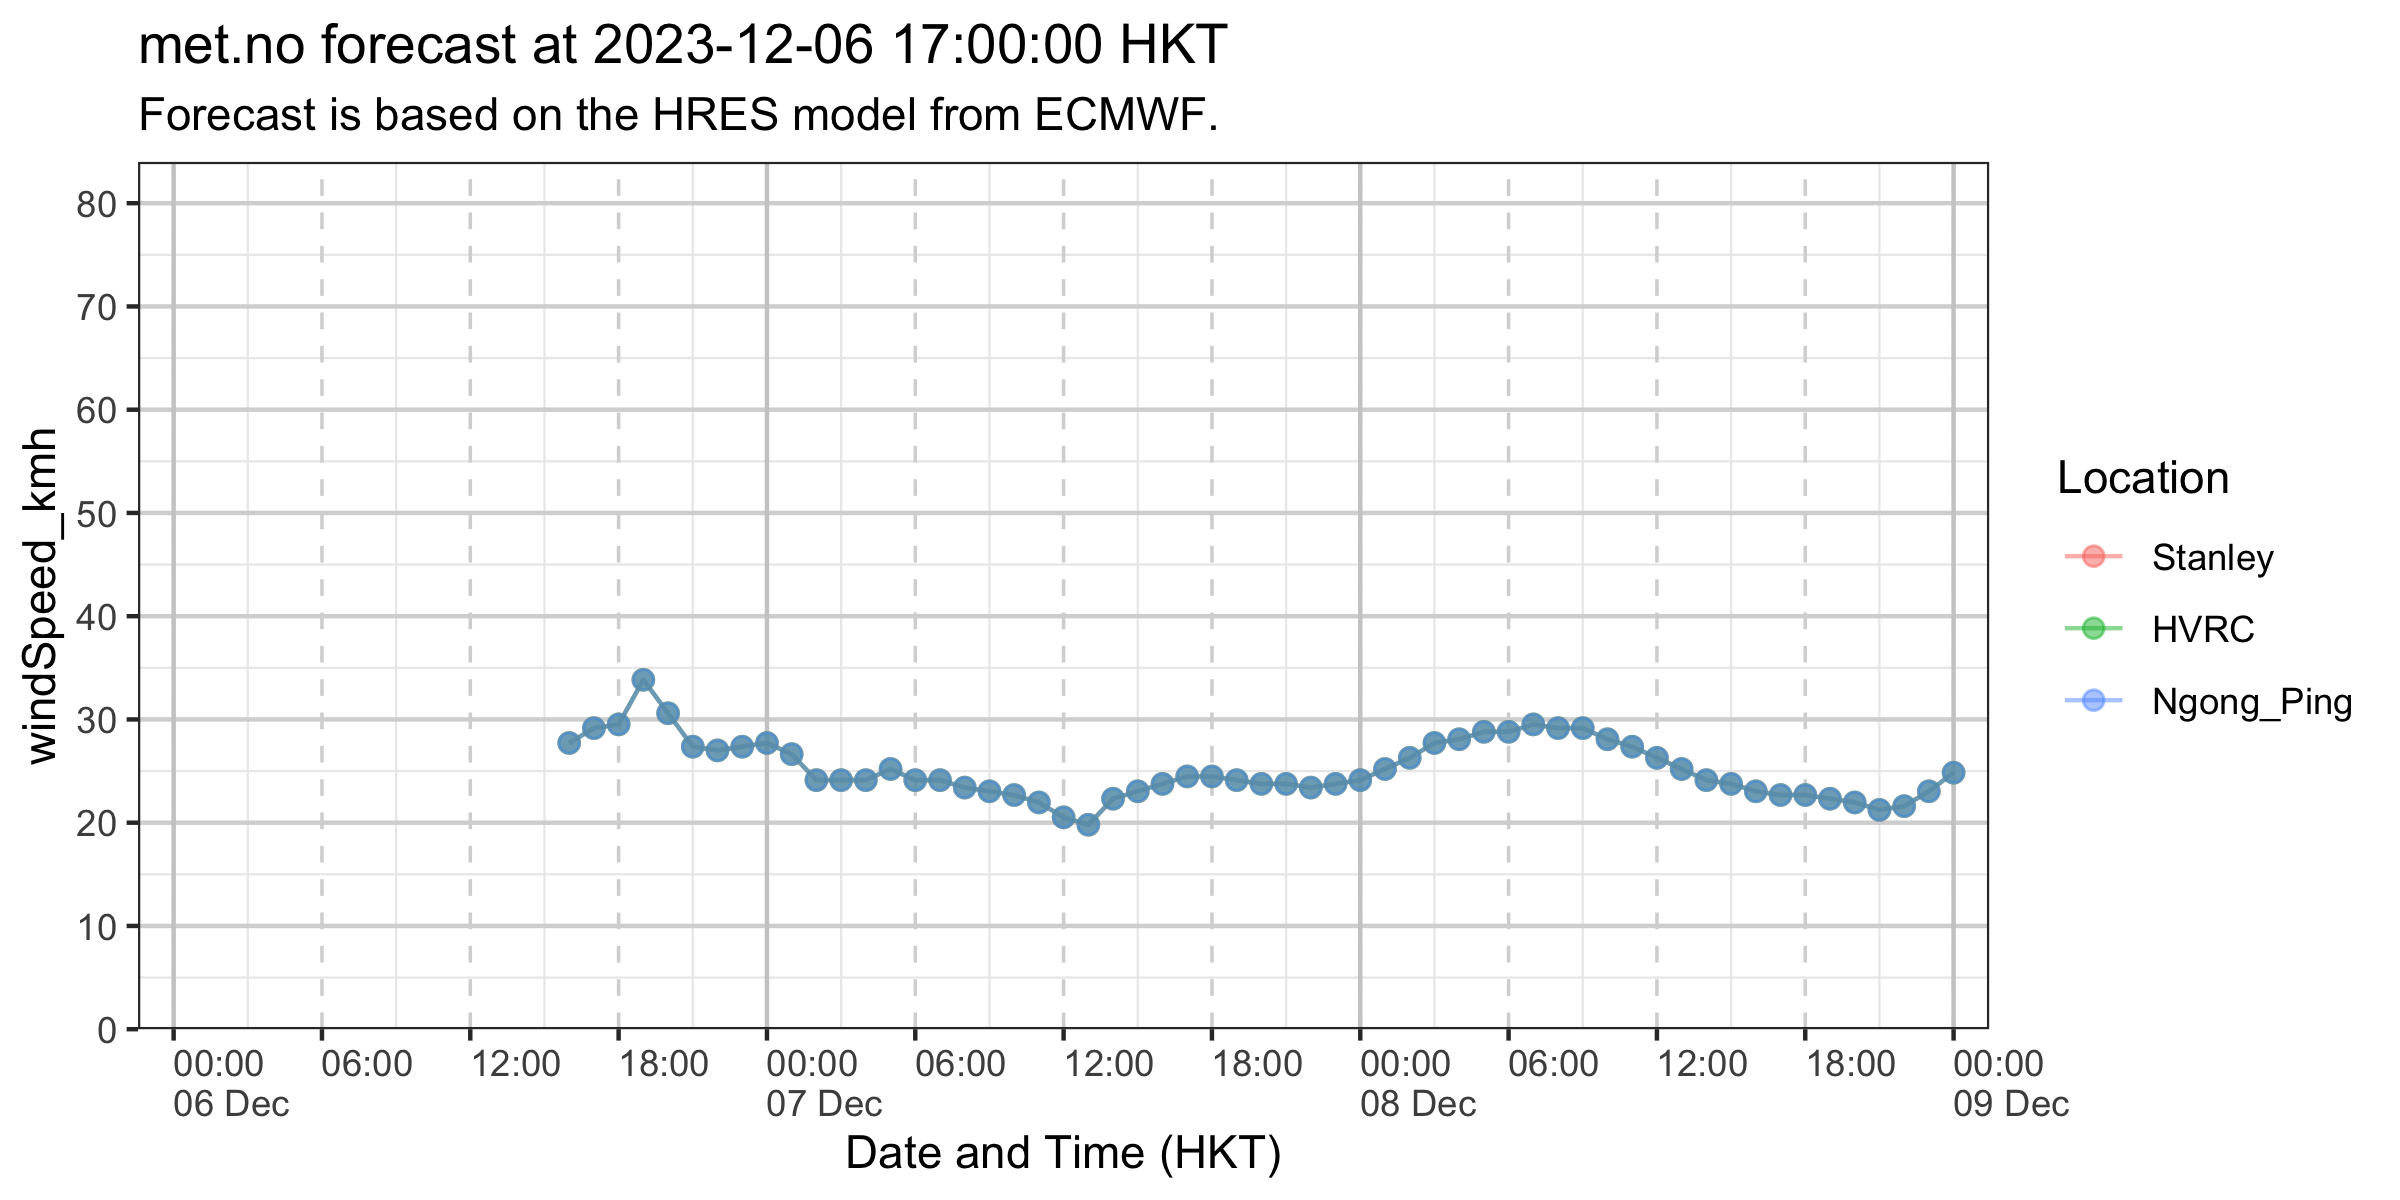 met.no forecast at 2023-12-06 17:00:00 HKT
Forecast is based on the HRES model from ECMWF.
windSpeed_kmh
80
70
60
50
40
30
20
10
0
00:00 06:00 12:00 18:00 00:00 06:00 12:00 18:00 00:00 06:00 12:00 18:00 00:00
06 Dec 07 Dec 08 Dec 09 Dec
Date and Time (HKT)
Location
Stanley
HVRC
Ngong_Ping